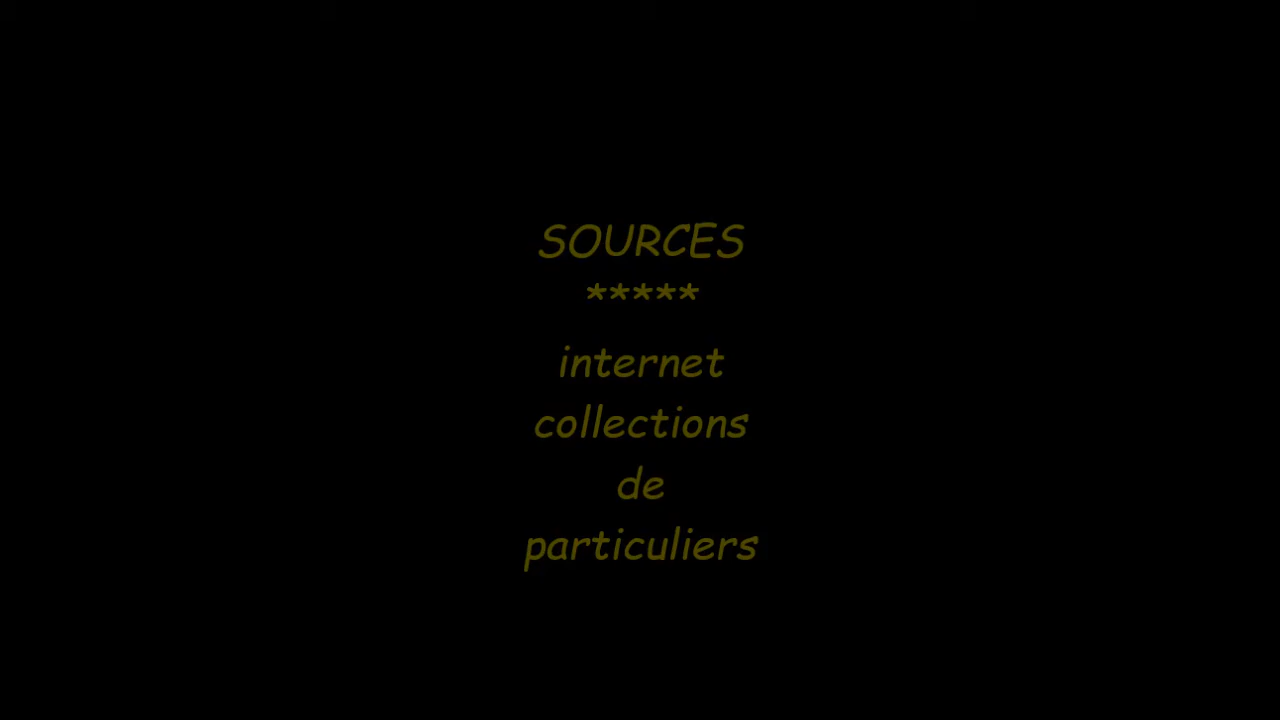 SOURCES
*****
internet
collections
de
particuliers